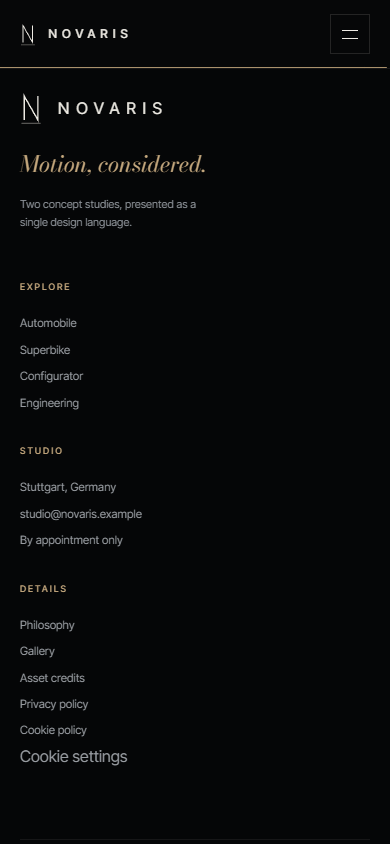 NOVARIS
NOVARIS
Motion, considered.
Two concept studies, presented as a
single design language.
EXPLORE
Automobile
Superbike
Configurator
Engineering
STUDIO
Stuttgart, Germany
studio@novaris.example
By appointment only
DETAILS
Philosophy
Gallery
Asset credits
Privacy policy
Cookie policy
Cookie settings